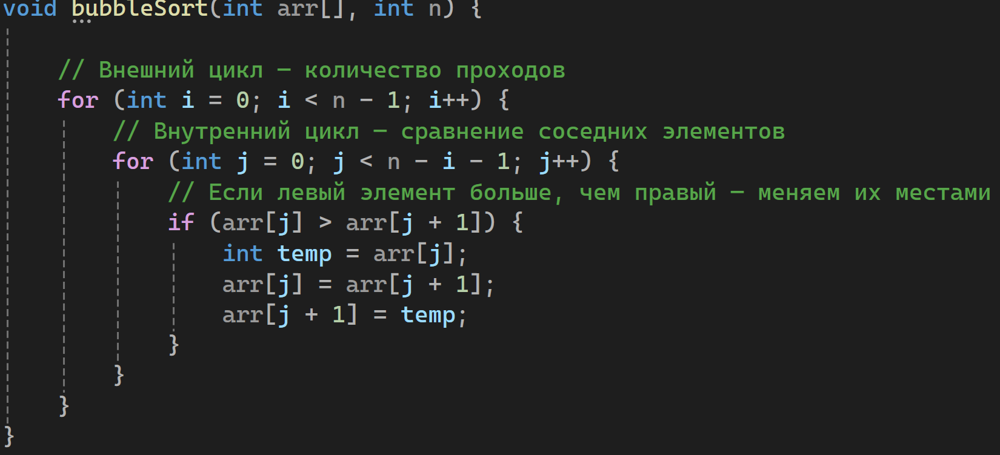 void bubbleSort(int arr[], int n) {
// Внешний цикл — количество проходов
for (int i = 0; i < n - 1; i++) {
// Внутренний цикл — сравнение соседних элементов
for (int j = 0; j < n - i - 1; j++) {
// Если левый элемент больше, чем правый — меняем их местами
if (arr[j] > arr[j + 1]) {
int temp = arr[j];
arr[j] = arr[j + 1];
arr[j + 1] = temp;
}
}
}
}